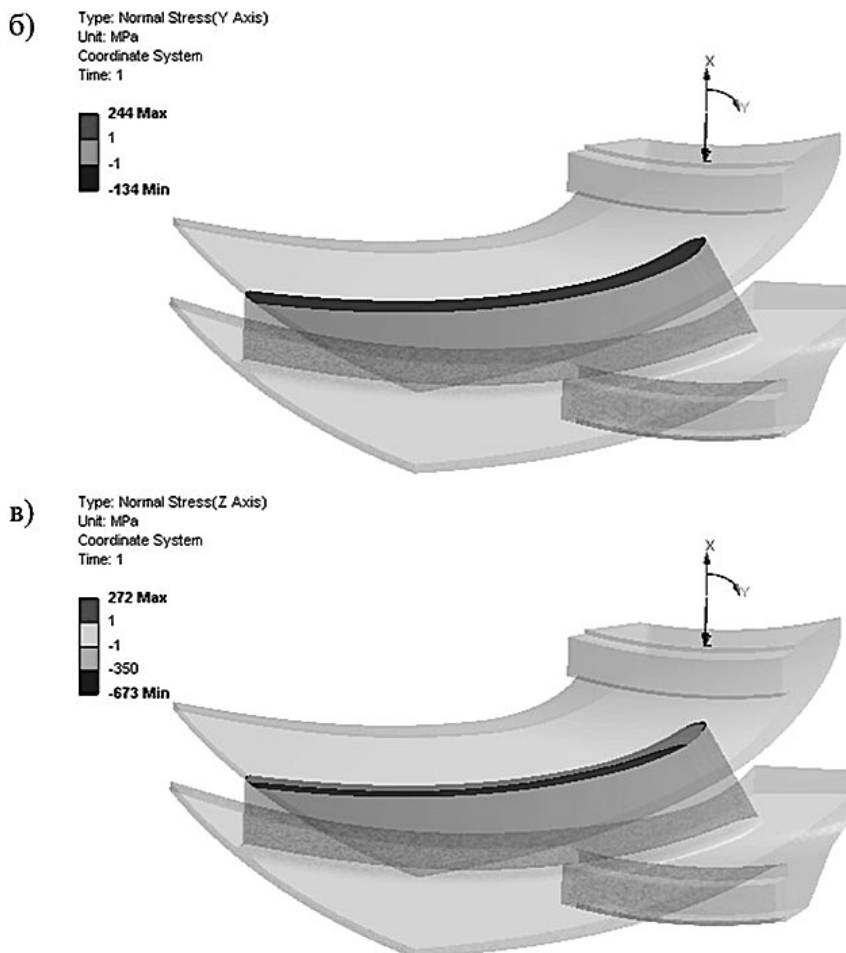 б)
Type: Normal Stress(Y Axis)
Unit: MPa
Coordinate System
Time: 1
244 Max
1
-1
-134 Min
X
Y
Z
в)
Type: Normal Stress(Z Axis)
Unit: MPa
Coordinate System
Time: 1
272 Max
1
-1
-350
-673 Min
X
Y
Z